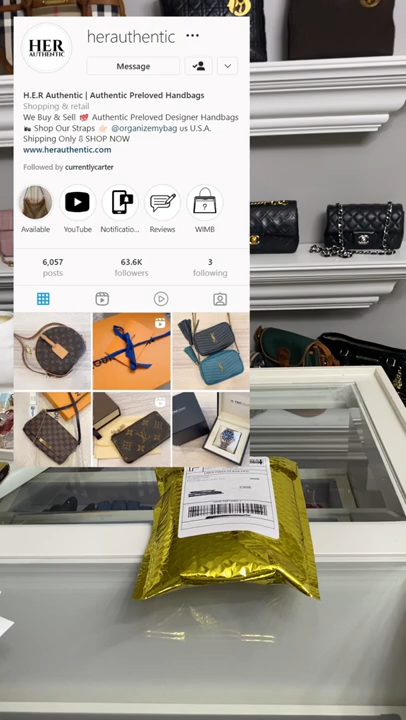 HER
AUTHENTIC
herauthentic
Message
H.E.R Authentic | Authentic Preloved Handbags
Shopping & retail
We Buy & Sell 💯 Authentic Preloved Designer Handbags
🛍 Shop Our Straps 👉🏻 @organizemybag us U.S.A.
Shipping Only ⇩ SHOP NOW
www.herauthentic.com
Followed by currentlycarter
?
Available YouTube Notificatio... Reviews WIMB
6,057 63.6K 3
posts followers following